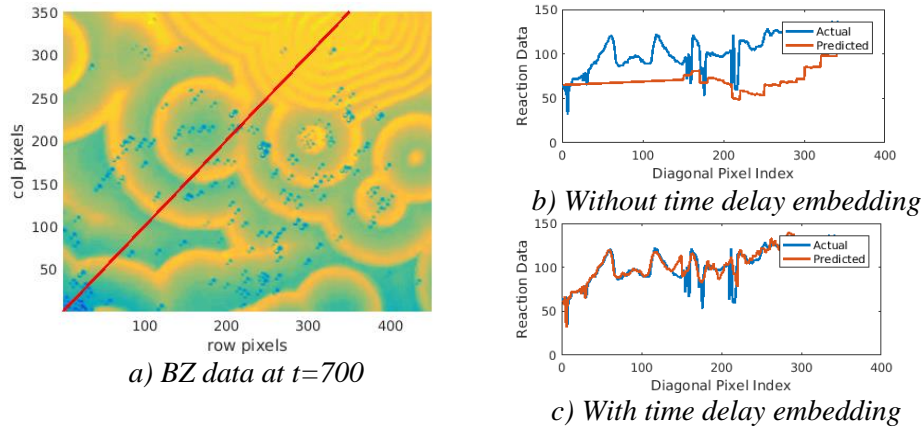 350
300
250
200
150
100
50
col pixels
100
200
300
400
row pixels
a) BZ data at t=700
150
100
50
0
Reaction Data
Actual
Predicted
0
100
200
300
400
Diagonal Pixel Index
b) Without time delay embedding
150
100
50
0
Reaction Data
Actual
Predicted
0
100
200
300
400
Diagonal Pixel Index
c) With time delay embedding